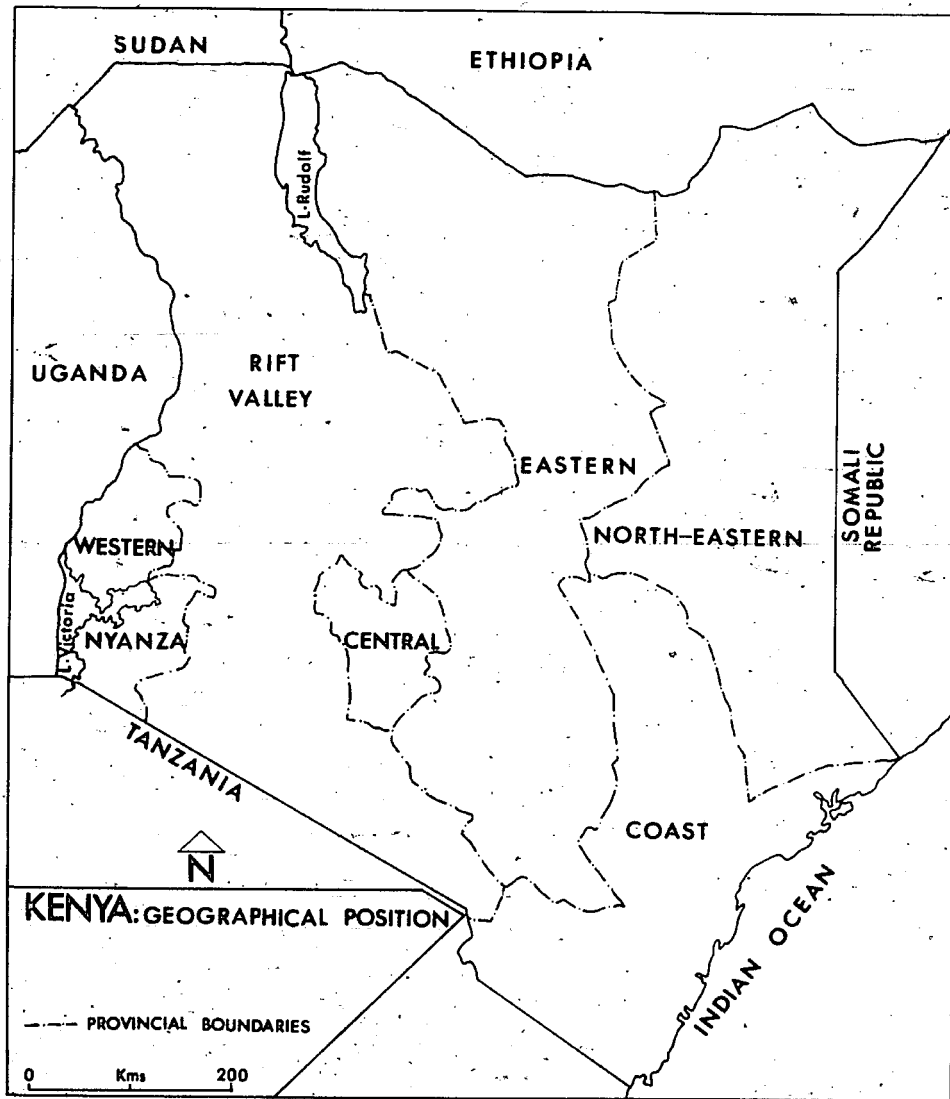 SUDAN
ETHIOPIA
L·Rudolf
UGANDA
RIFT
VALLEY
EASTERN
SOMALI
REPUBLIC
NORTH-EASTERN
WESTERN
L·Victoria
NYANZA
CENTRAL
TANZANIA
COAST
N
INDIAN OCEAN
KENYA: GEOGRAPHICAL POSITION
PROVINCIAL BOUNDARIES
0 Kms 200